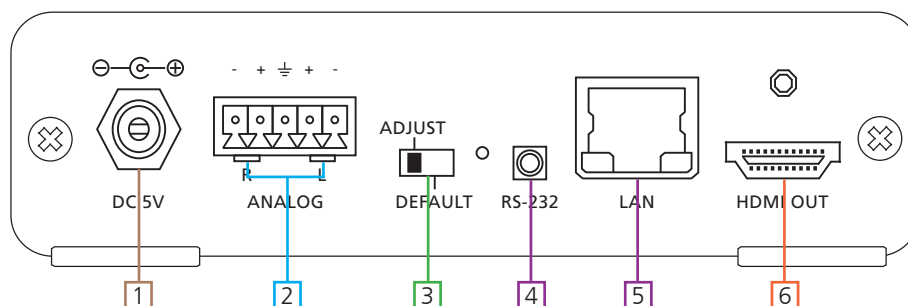 - + ⏚ + -
ADJUST
R L
DC 5V ANALOG DEFAULT RS-232 LAN HDMI OUT
1 2 3 4 5 6